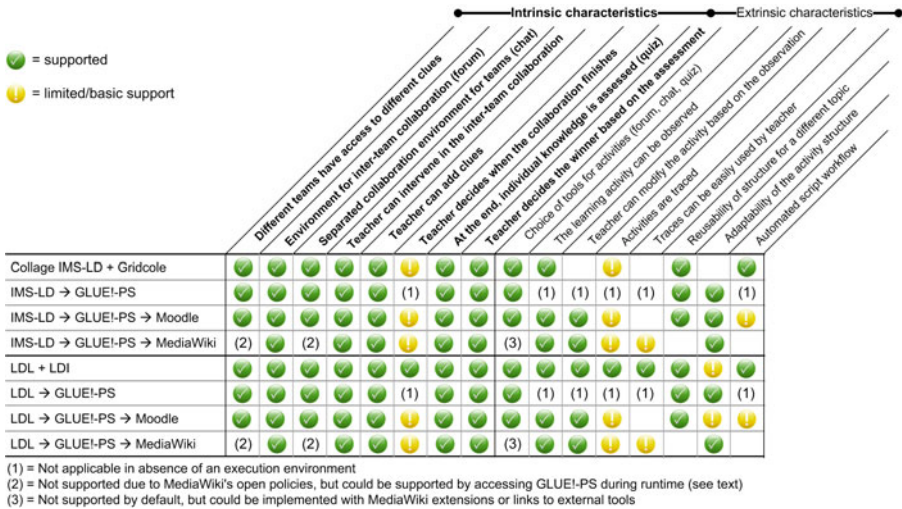 Intrinsic characteristics
Extrinsic characteristics
= supported
= limited/basic support
Different teams have access to different clues
Environment for inter-team collaboration (forum)
Separated collaboration environment for teams (chat)
Teacher can intervene in the inter-team collaboration
Teacher can add clues
Teacher decides when the collaboration finishes
At the end, individual knowledge is assessed (quiz)
Teacher decides the winner based on the assessment
Choice of tools for activities (forum, chat, quiz)
The learning activity can be observed
Teacher can modify the activity based on the observation
Activities are traced
Traces can be easily used by teacher
Reusability of structure for a different topic
Adaptability of the activity structure
Automated script workflow
Collage IMS-LD + Gridcole
IMS-LD → GLUE!-PS (1) (1) (1) (1) (1) (1)
IMS-LD → GLUE!-PS → Moodle
IMS-LD → GLUE!-PS → MediaWiki (2) (2) (3)
LDL + LDI
LDL → GLUE!-PS (1) (1) (1) (1) (1) (1)
LDL → GLUE!-PS → Moodle
LDL → GLUE!-PS → MediaWiki (2) (2) (3)
(1) = Not applicable in absence of an execution environment
(2) = Not supported due to MediaWiki's open policies, but could be supported by accessing GLUE!-PS during runtime (see text)
(3) = Not supported by default, but could be implemented with MediaWiki extensions or links to external tools